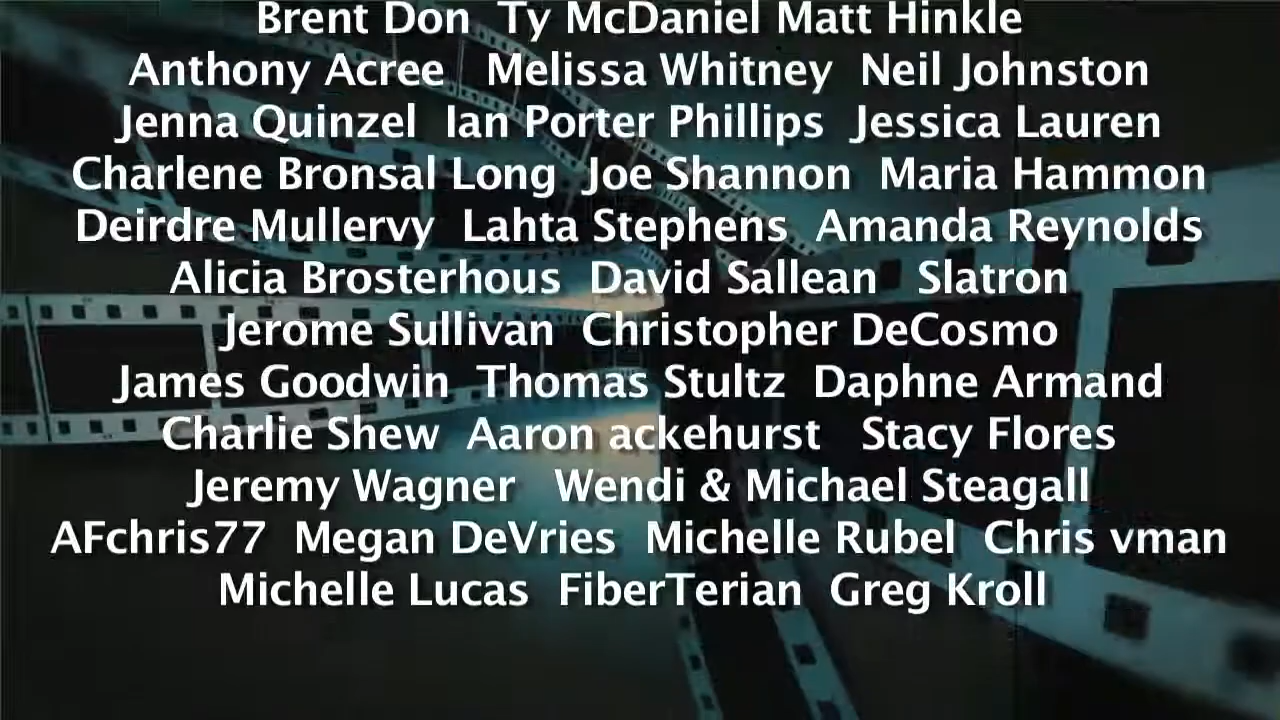 Brent Don Ty McDaniel Matt Hinkle
Anthony Acree Melissa Whitney Neil Johnston
Jenna Quinzel Ian Porter Phillips Jessica Lauren
Charlene Bronsal Long Joe Shannon Maria Hammon
Deirdre Mullervy Lahta Stephens Amanda Reynolds
Alicia Brosterhous David Sallean Slatron
Jerome Sullivan Christopher DeCosmo
James Goodwin Thomas Stultz Daphne Armand
Charlie Shew Aaron ackehurst Stacy Flores
Jeremy Wagner Wendi & Michael Steagall
AFchris77 Megan DeVries Michelle Rubel Chris vman
Michelle Lucas FiberTerian Greg Kroll